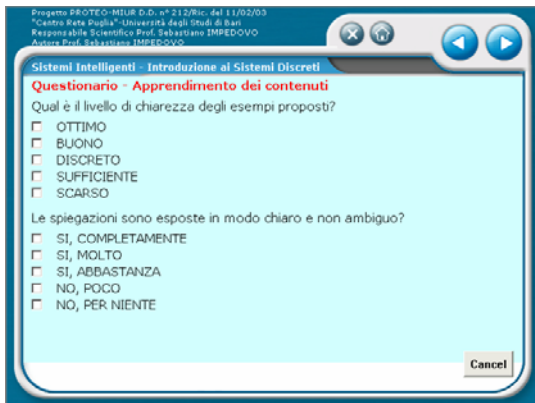 Progetto PROTEO-MIUR D.D. n° 212/Ric. del 11/02/03
"Centro Rete Puglia"-Università degli Studi di Bari
Responsabile Scientifico Prof. Sebastiano IMPEDOVO
Autore Prof. Sebastiano IMPEDOVO
Sistemi Intelligenti - Introduzione ai Sistemi Discreti
Questionario - Apprendimento dei contenuti
Qual è il livello di chiarezza degli esempi proposti?
OTTIMO
BUONO
DISCRETO
SUFFICIENTE
SCARSO
Le spiegazioni sono esposte in modo chiaro e non ambiguo?
SI, COMPLETAMENTE
SI, MOLTO
SI, ABBASTANZA
NO, POCO
NO, PER NIENTE
Cancel